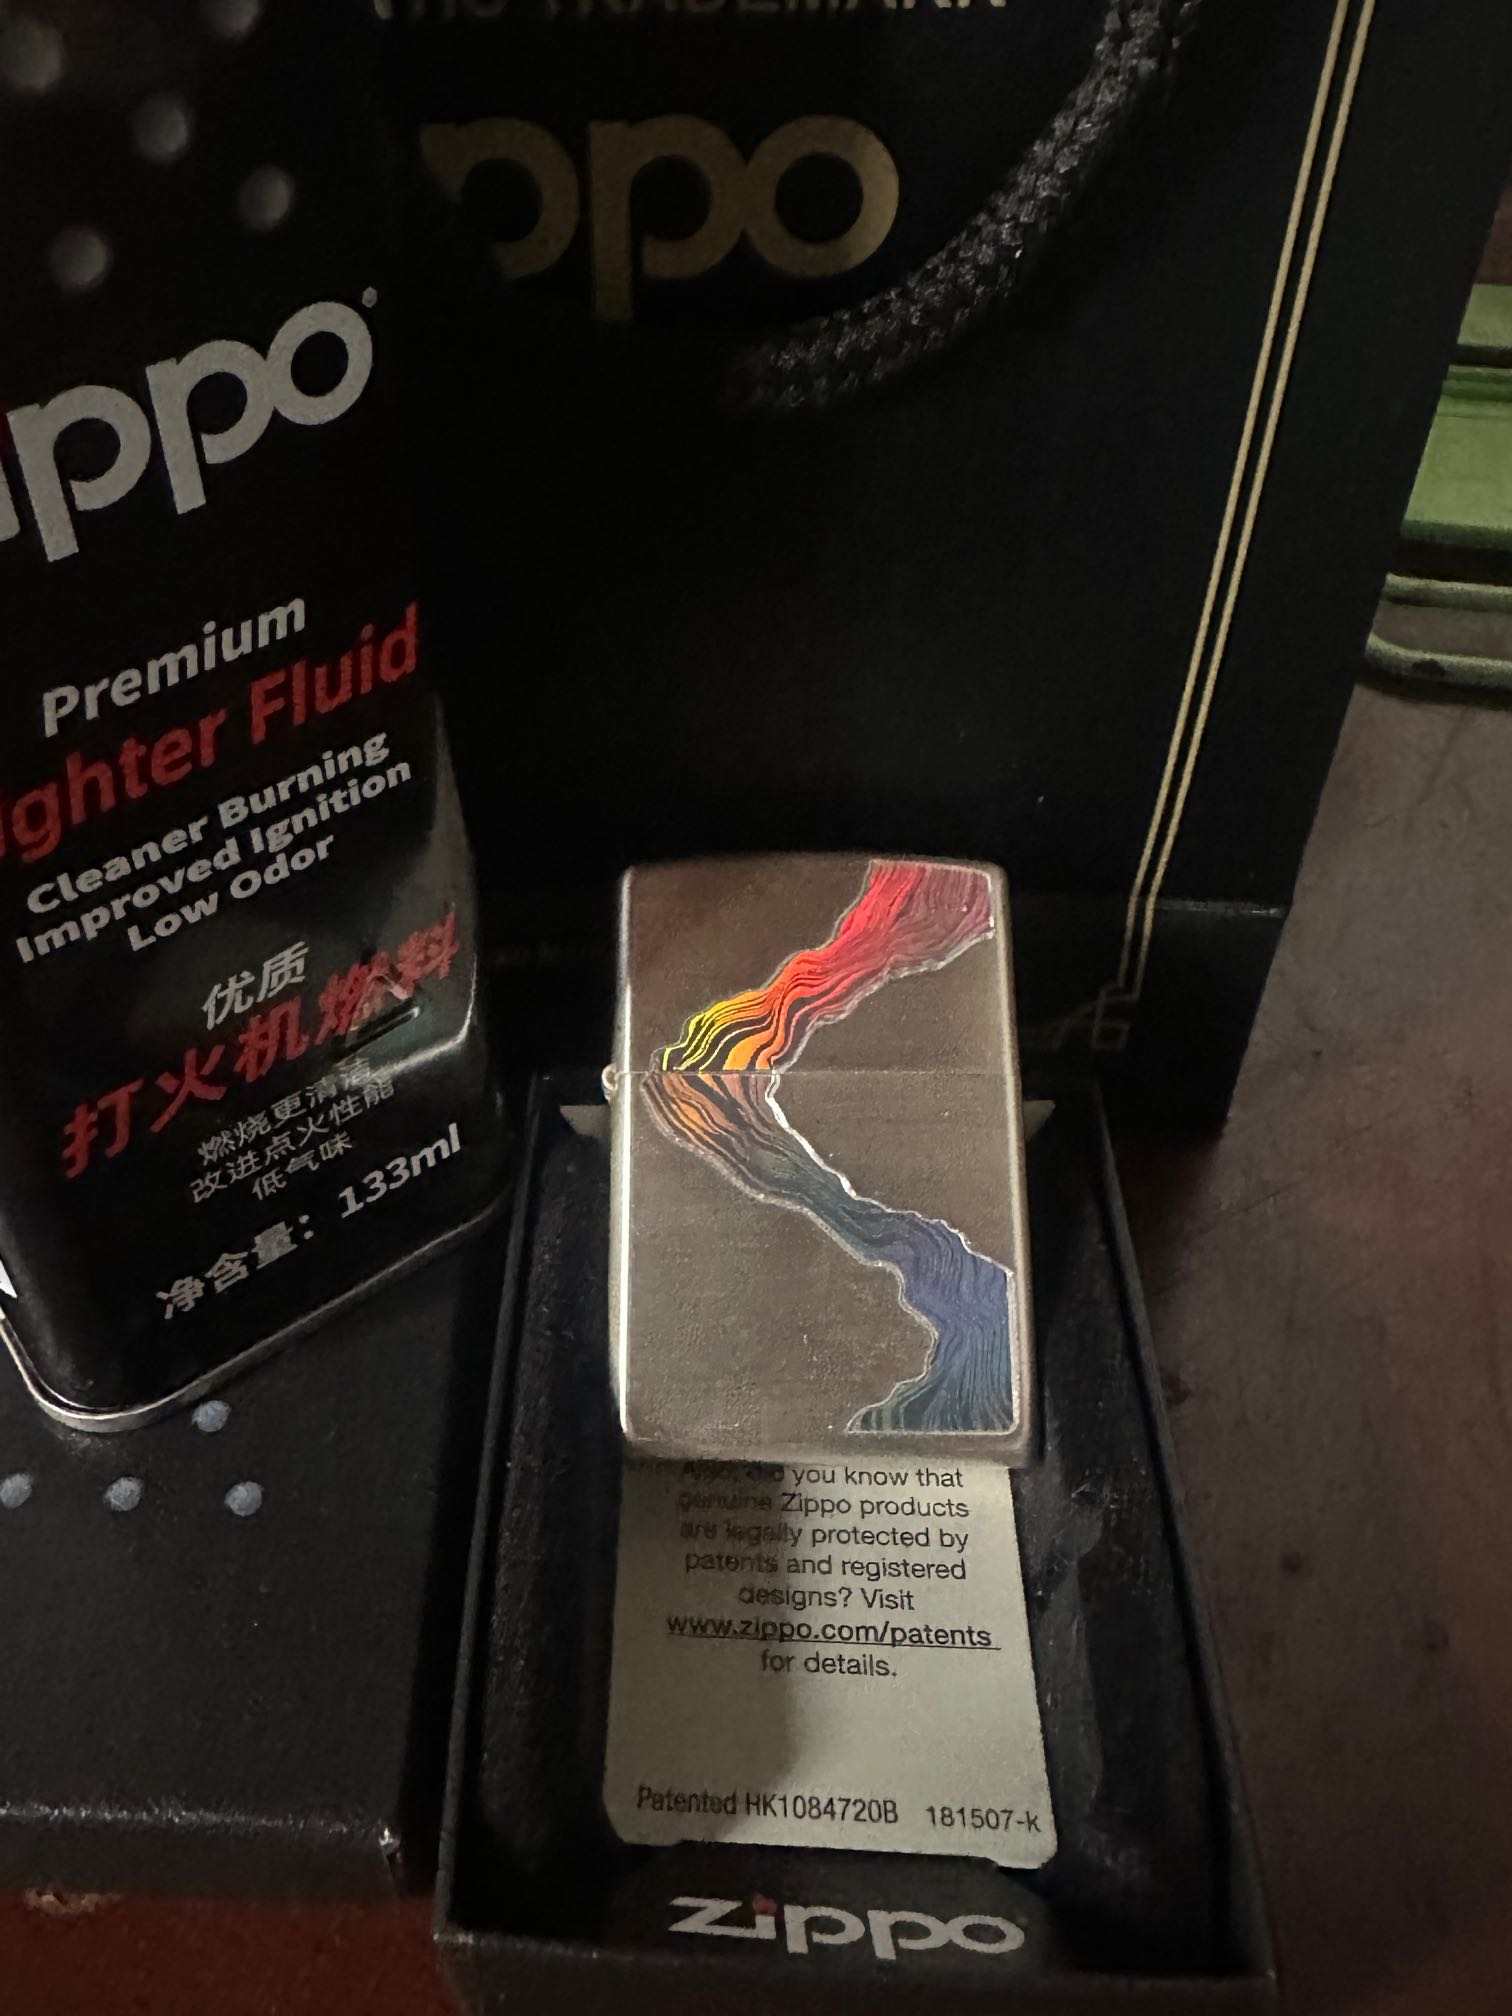 TRADEMARK
ppo
ippo
Premium
ighter Fluid
Cleaner Burning
Improved Ignition
Low Odor
优质
打火机燃料
燃烧更清洁
改进点火性能
低气味
净含量：133ml
Also, did you know that
genuine Zippo products
are legally protected by
patents and registered
designs? Visit
www.zippo.com/patents
for details.
Patented HK1084720B 181507-k
zippo